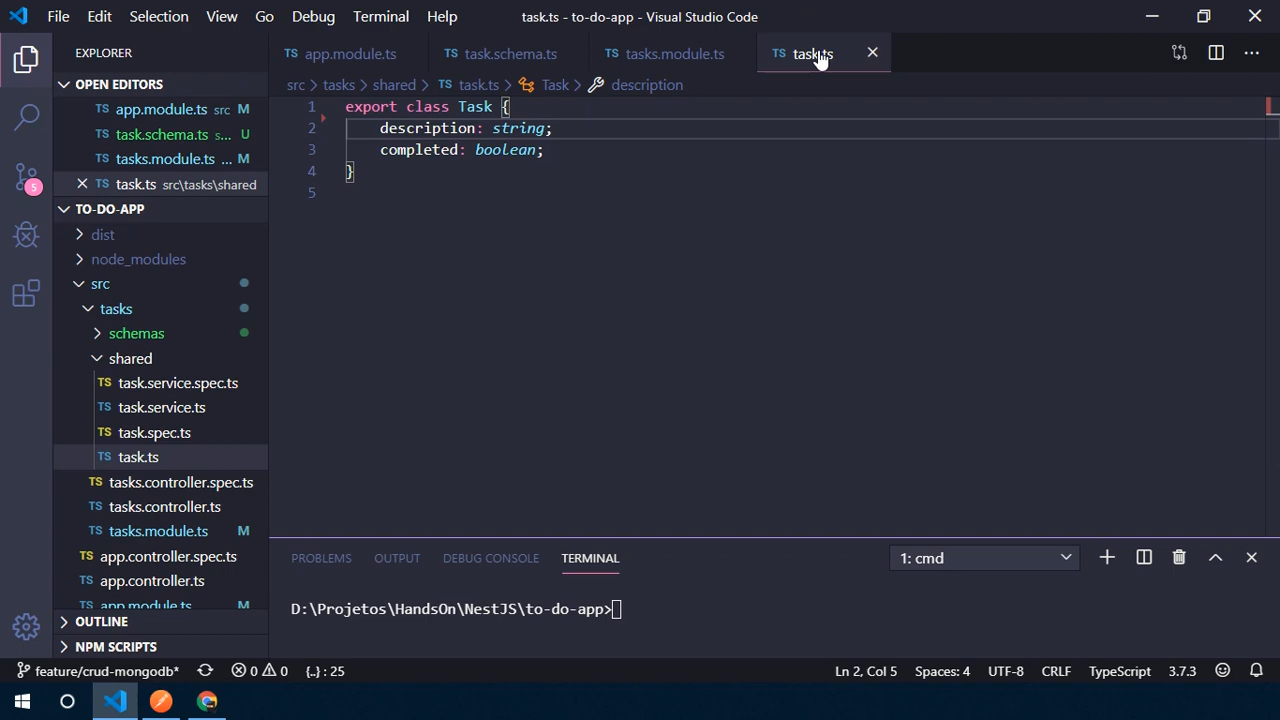 File Edit Selection View Go Debug Terminal Help task.ts - to-do-app - Visual Studio Code
EXPLORER
OPEN EDITORS
TS app.module.ts src M
TS task.schema.ts s... U
TS tasks.module.ts ... M
TS task.ts src\tasks\shared
TO-DO-APP
dist
node_modules
src
tasks
schemas
shared
TS task.service.spec.ts
TS task.service.ts
TS task.spec.ts
TS task.ts
TS tasks.controller.spec.ts
TS tasks.controller.ts
TS tasks.module.ts M
TS app.controller.spec.ts
TS app.controller.ts
TS app.module.ts M
OUTLINE
NPM SCRIPTS
5
TS app.module.ts TS task.schema.ts TS tasks.module.ts TS task.ts
src > tasks > shared > TS task.ts > Task > description
1 export class Task {
2 description: string;
3 completed: boolean;
4 }
5
PROBLEMS OUTPUT DEBUG CONSOLE TERMINAL 1: cmd
D:\Projetos\HandsOn\NestJS\to-do-app>
feature/crud-mongodb* 0 0 {..} : 25 Ln 2, Col 5 Spaces: 4 UTF-8 CRLF TypeScript 3.7.3